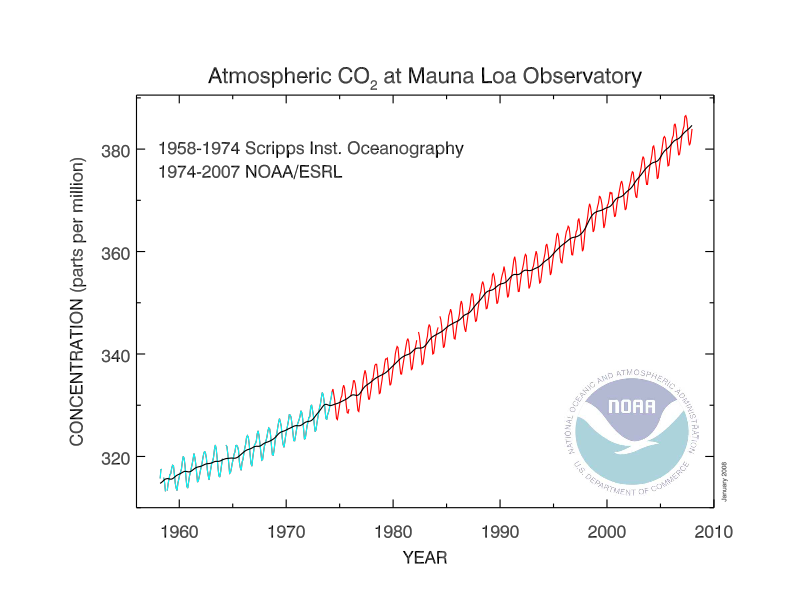 Atmospheric CO2 at Mauna Loa Observatory
1958-1974 Scripps Inst. Oceanography
1974-2007 NOAA/ESRL
CONCENTRATION (parts per million)
380
360
340
320
NATIONAL OCEANIC AND ATMOSPHERIC ADMINISTRATION
NOAA
U.S. DEPARTMENT OF COMMERCE
January 2008
1960 1970 1980 1990 2000 2010
YEAR